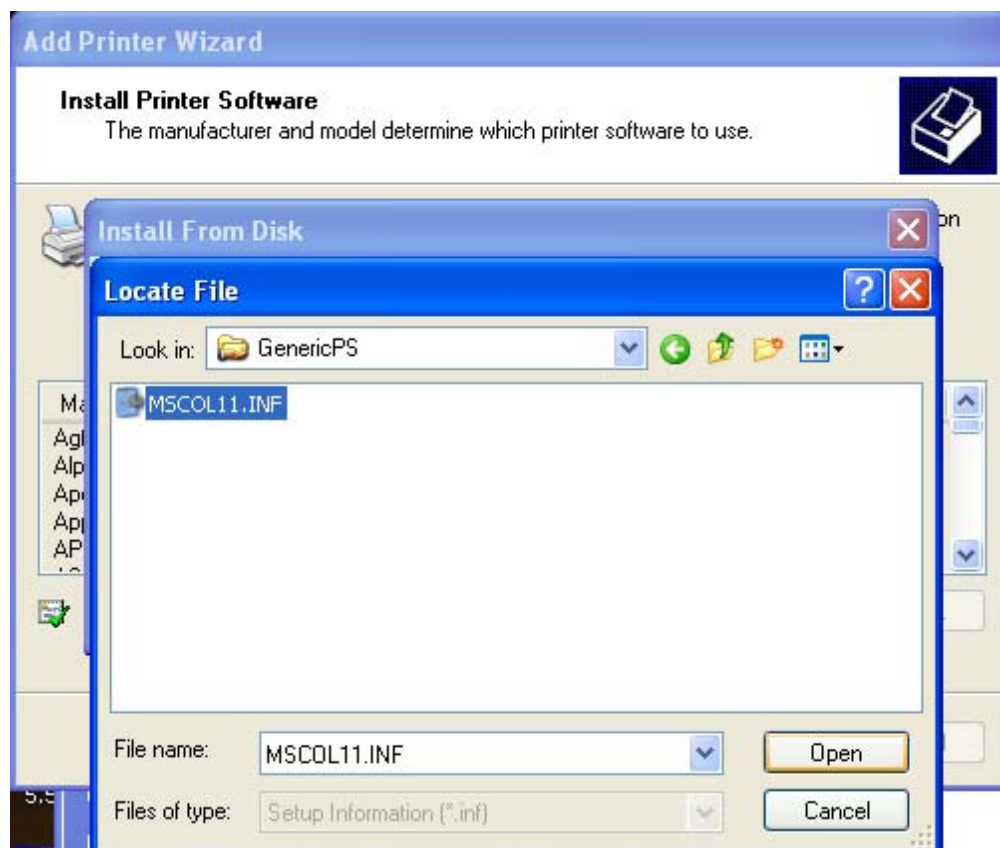 Add Printer Wizard
Install Printer Software
The manufacturer and model determine which printer software to use.
Install From Disk
Locate File
Look in: GenericPS
MSCOL11.INF
File name: MSCOL11.INF
Open
Files of type: Setup Information (*.inf)
Cancel